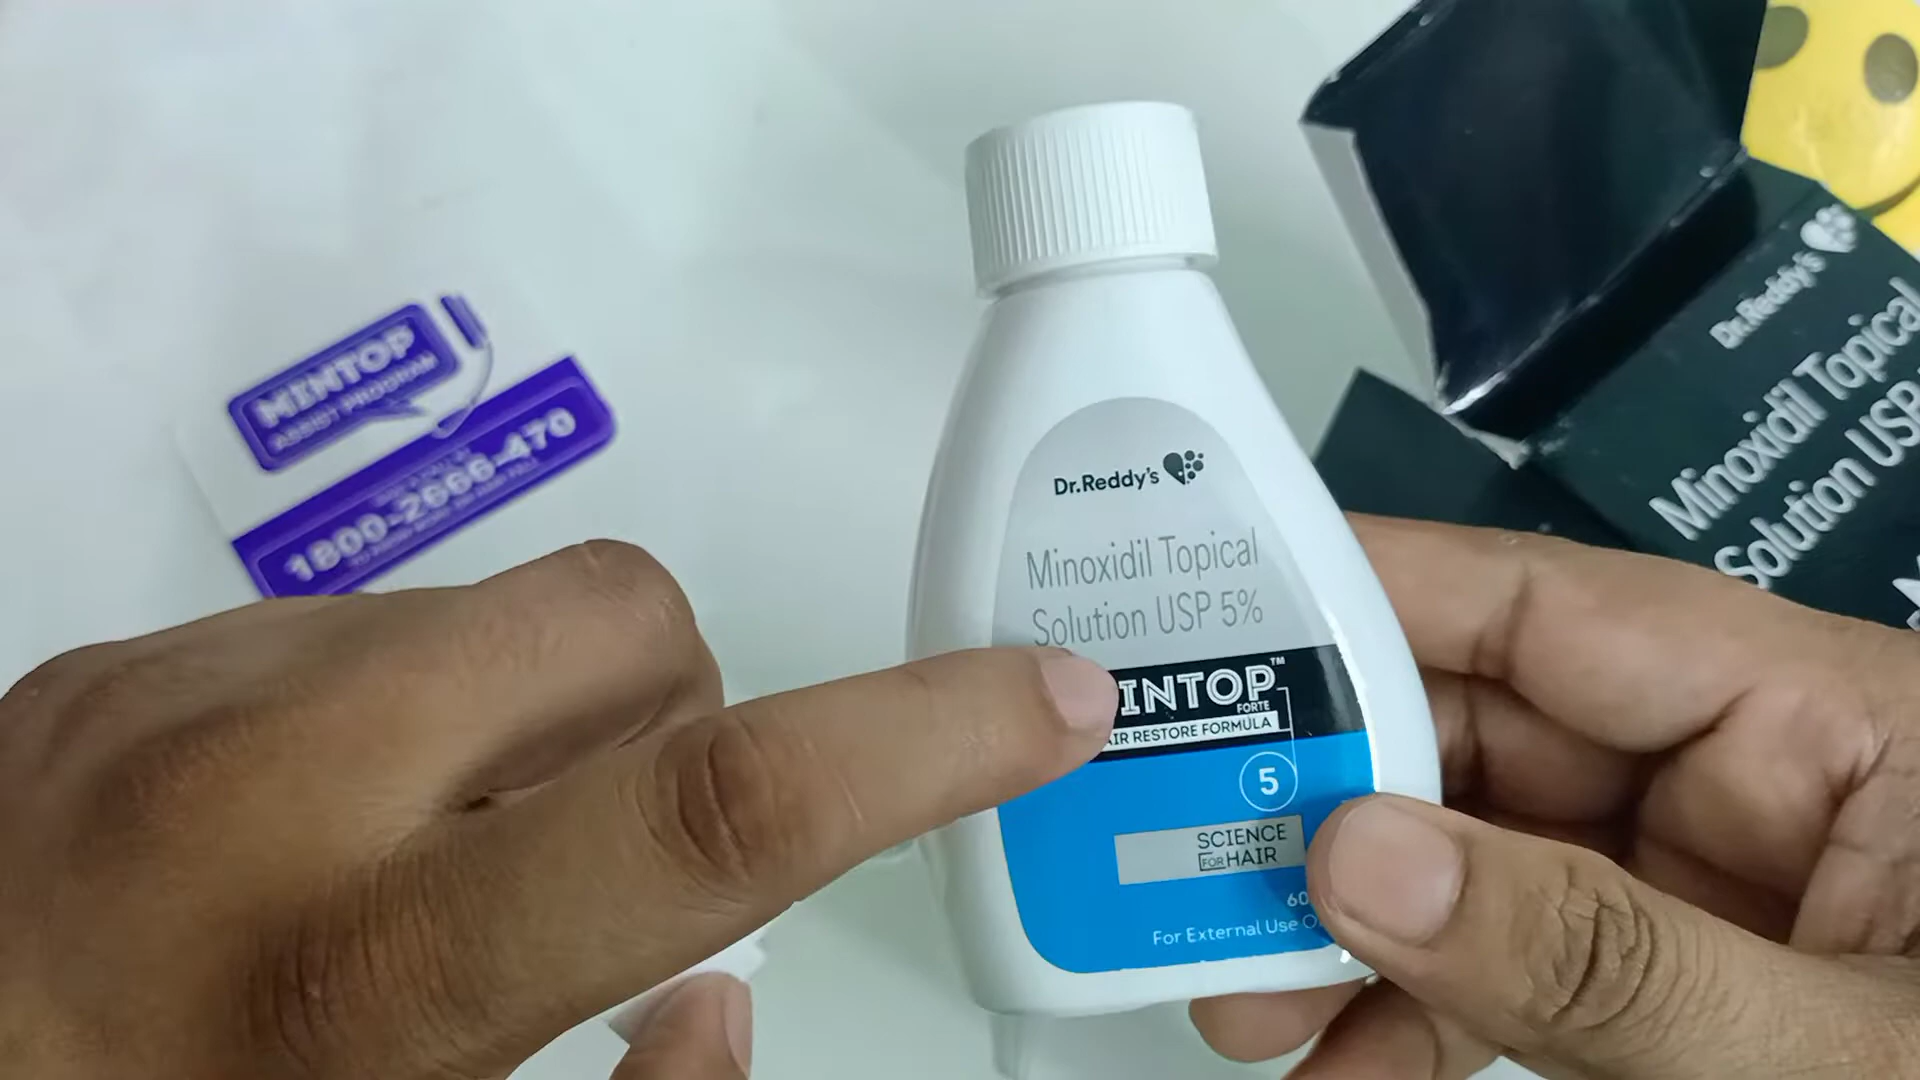 MINTOP
ASSIST PROGRAM
1800-2666-470
Dr.Reddy's
Minoxidil Topical
Solution USP 5%
INTOP™
FORTE
AIR RESTORE FORMULA
5
SCIENCE
FOR HAIR
60
For External Use O
Dr.Reddy's
Minoxidil Topical
Solution USP